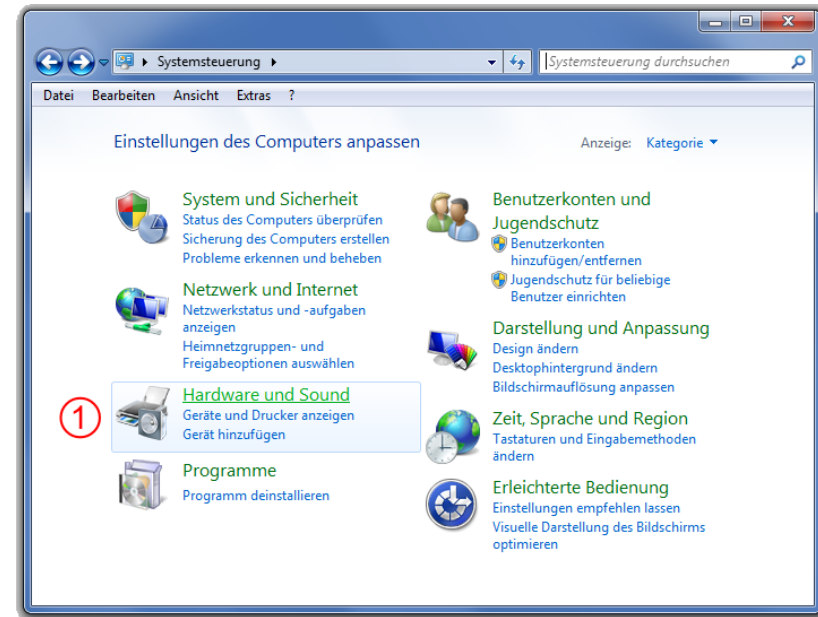 Systemsteuerung
Systemsteuerung durchsuchen
Datei Bearbeiten Ansicht Extras ?
Einstellungen des Computers anpassen
Anzeige: Kategorie
System und Sicherheit
Status des Computers überprüfen
Sicherung des Computers erstellen
Probleme erkennen und beheben
Netzwerk und Internet
Netzwerkstatus und -aufgaben
anzeigen
Heimnetzgruppen- und
Freigabeoptionen auswählen
1
Hardware und Sound
Geräte und Drucker anzeigen
Gerät hinzufügen
Programme
Programm deinstallieren
Benutzerkonten und
Jugendschutz
Benutzerkonten
hinzufügen/entfernen
Jugendschutz für beliebige
Benutzer einrichten
Darstellung und Anpassung
Design ändern
Desktophintergrund ändern
Bildschirmauflösung anpassen
Zeit, Sprache und Region
Tastaturen und Eingabemethoden
ändern
Erleichterte Bedienung
Einstellungen empfehlen lassen
Visuelle Darstellung des Bildschirms
optimieren